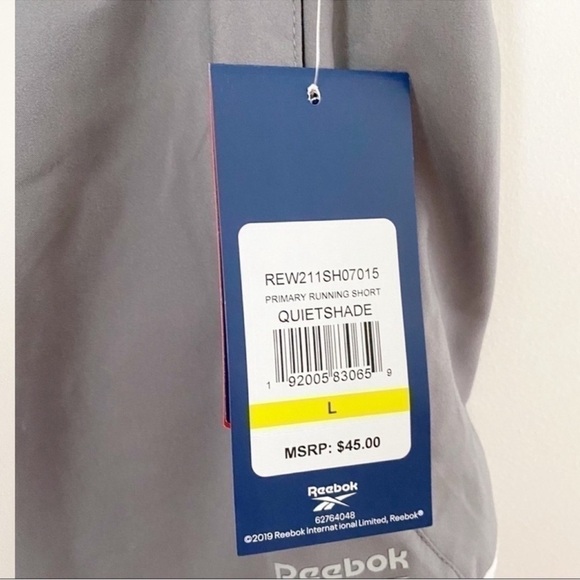 REW211SH07015
PRIMARY RUNNING SHORT
QUIETSHADE
1 92005 83065 9
L
MSRP: $45.00
Reebok
62764048
©2019 Reebok International Limited, Reebok®
Reebok